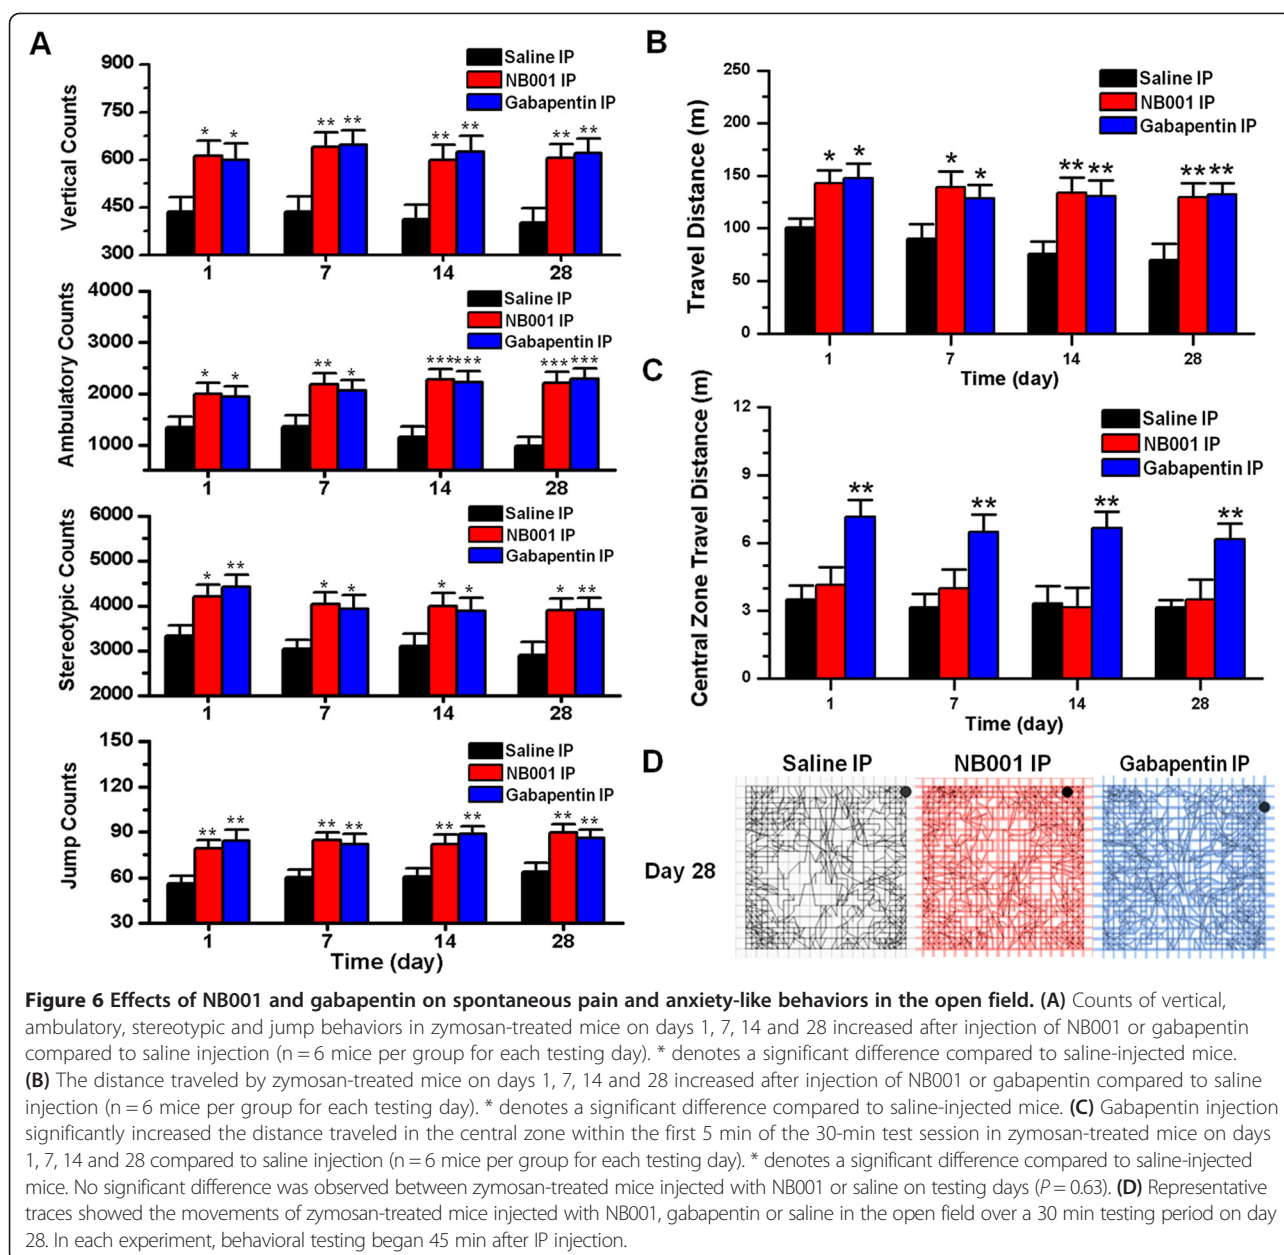 A
Saline IP
NB001 IP
Gabapentin IP
900
750
600
450
300
Vertical Counts
* * ** ** ** ** ** **
1 7 14 28
Saline IP
NB001 IP
Gabapentin IP
4000
3000
2000
1000
Ambulatory Counts
* * ** * *** *** *** ***
1 7 14 28
Saline IP
NB001 IP
Gabapentin IP
6000
5000
4000
3000
2000
Stereotypic Counts
* ** * * * * * **
1 7 14 28
Saline IP
NB001 IP
Gabapentin IP
150
120
90
60
30
Jump Counts
** ** ** ** ** ** ** **
1 7 14 28
Time (day)
B
Saline IP
NB001 IP
Gabapentin IP
250
200
150
100
50
0
Travel Distance (m)
* * * * ** ** ** **
1 7 14 28
Time (day)
C
Saline IP
NB001 IP
Gabapentin IP
12
9
6
3
0
Central Zone Travel Distance (m)
** ** ** **
1 7 14 28
Time (day)
D
Saline IP NB001 IP Gabapentin IP
Day 28
Figure 6 Effects of NB001 and gabapentin on spontaneous pain and anxiety-like behaviors in the open field. (A) Counts of vertical,
ambulatory, stereotypic and jump behaviors in zymosan-treated mice on days 1, 7, 14 and 28 increased after injection of NB001 or gabapentin
compared to saline injection (n = 6 mice per group for each testing day). * denotes a significant difference compared to saline-injected mice.
(B) The distance traveled by zymosan-treated mice on days 1, 7, 14 and 28 increased after injection of NB001 or gabapentin compared to saline
injection (n = 6 mice per group for each testing day). * denotes a significant difference compared to saline-injected mice. (C) Gabapentin injection
significantly increased the distance traveled in the central zone within the first 5 min of the 30-min test session in zymosan-treated mice on days
1, 7, 14 and 28 compared to saline injection (n = 6 mice per group for each testing day). * denotes a significant difference compared to saline-injected
mice. No significant difference was observed between zymosan-treated mice injected with NB001 or saline on testing days (P = 0.63). (D) Representative
traces showed the movements of zymosan-treated mice injected with NB001, gabapentin or saline in the open field over a 30 min testing period on day
28. In each experiment, behavioral testing began 45 min after IP injection.